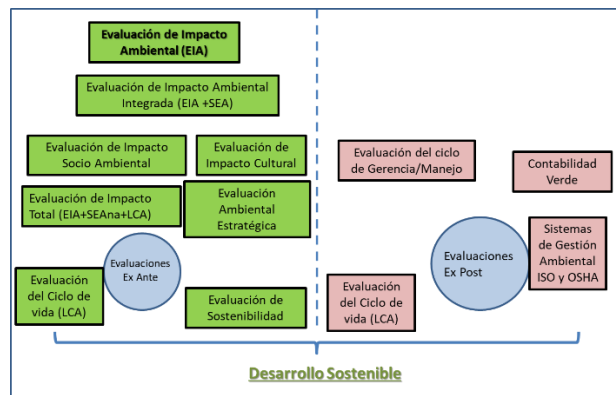 Evaluación de Impacto
Ambiental (EIA)
Evaluación de Impacto Ambiental
Integrada (EIA +SEA)
Evaluación de Impacto
Socio Ambiental
Evaluación de
Impacto Cultural
Evaluación de Impacto
Total (EIA+SEAna+LCA)
Evaluación
Ambiental
Estratégica
Evaluaciones
Ex Ante
Evaluación
del Ciclo de
vida (LCA)
Evaluación de
Sostenibilidad
Evaluación del ciclo
de Gerencia/Manejo
Contabilidad
Verde
Evaluaciones
Ex Post
Sistemas
de Gestión
Ambiental
ISO y OSHA
Evaluación del
Ciclo de
vida (LCA)
Desarrollo Sostenible